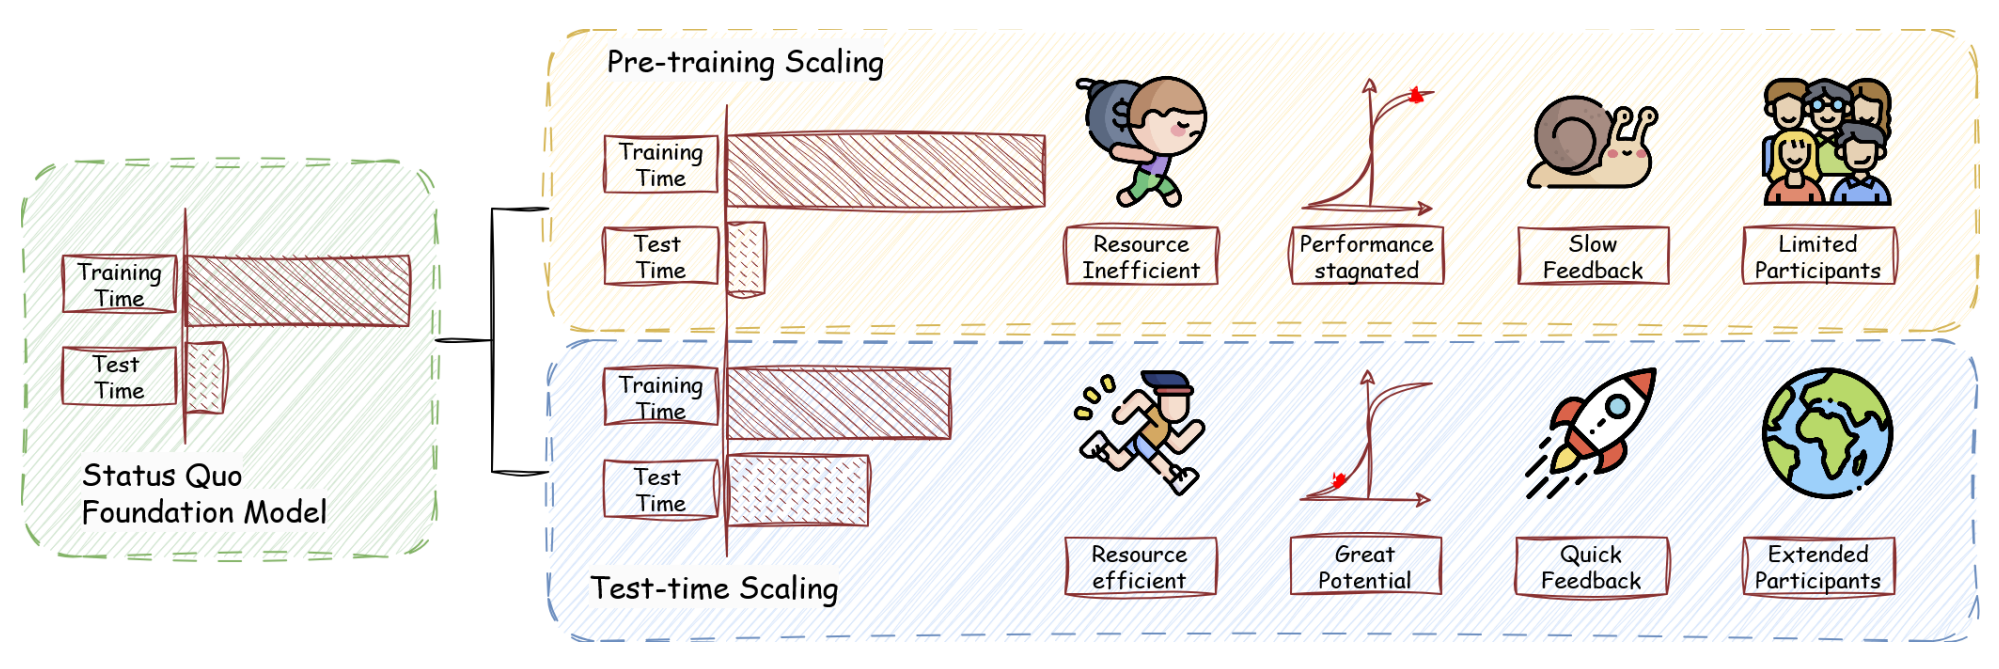 Training
Time
Test
Time
Status Quo
Foundation Model
Pre-training Scaling
Training
Time
Test
Time
$
Resource
Inefficient
Performance
stagnated
Slow
Feedback
Limited
Participants
Training
Time
Test
Time
Test-time Scaling
Resource
efficient
Great
Potential
Quick
Feedback
Extended
Participants